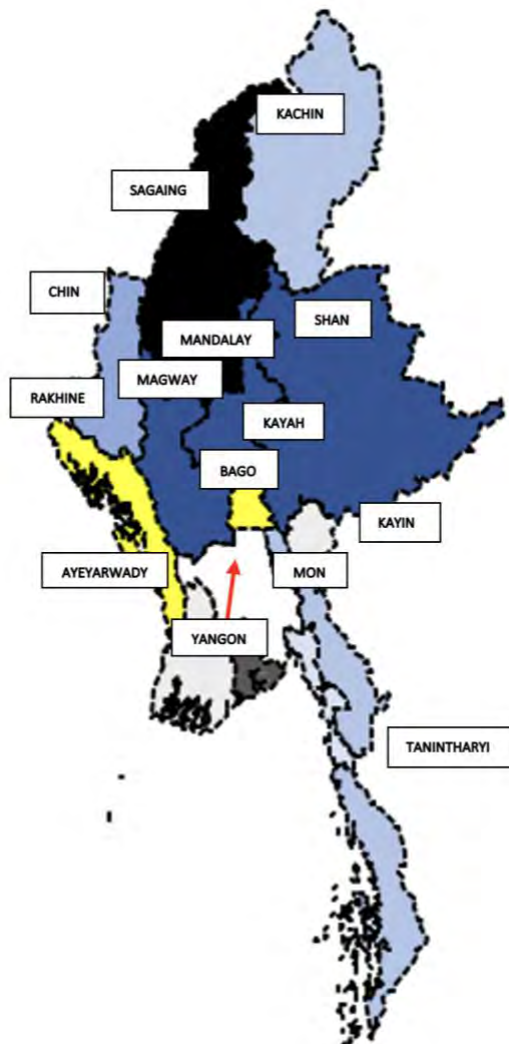 KACHIN
SAGAING
CHIN
SHAN
MANDALAY
MAGWAY
RAKHINE
KAYAH
BAGO
KAYIN
AYEYARWADY
MON
YANGON
TANINTHARYI